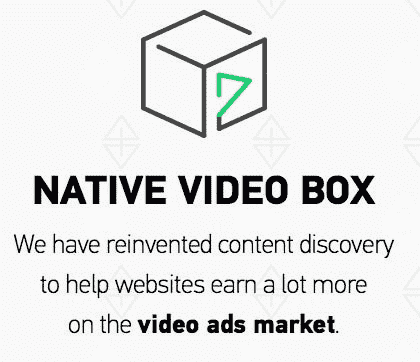 NATIVE VIDEO BOX
We have reinvented content discovery
to help websites earn a lot more
on the video ads market.